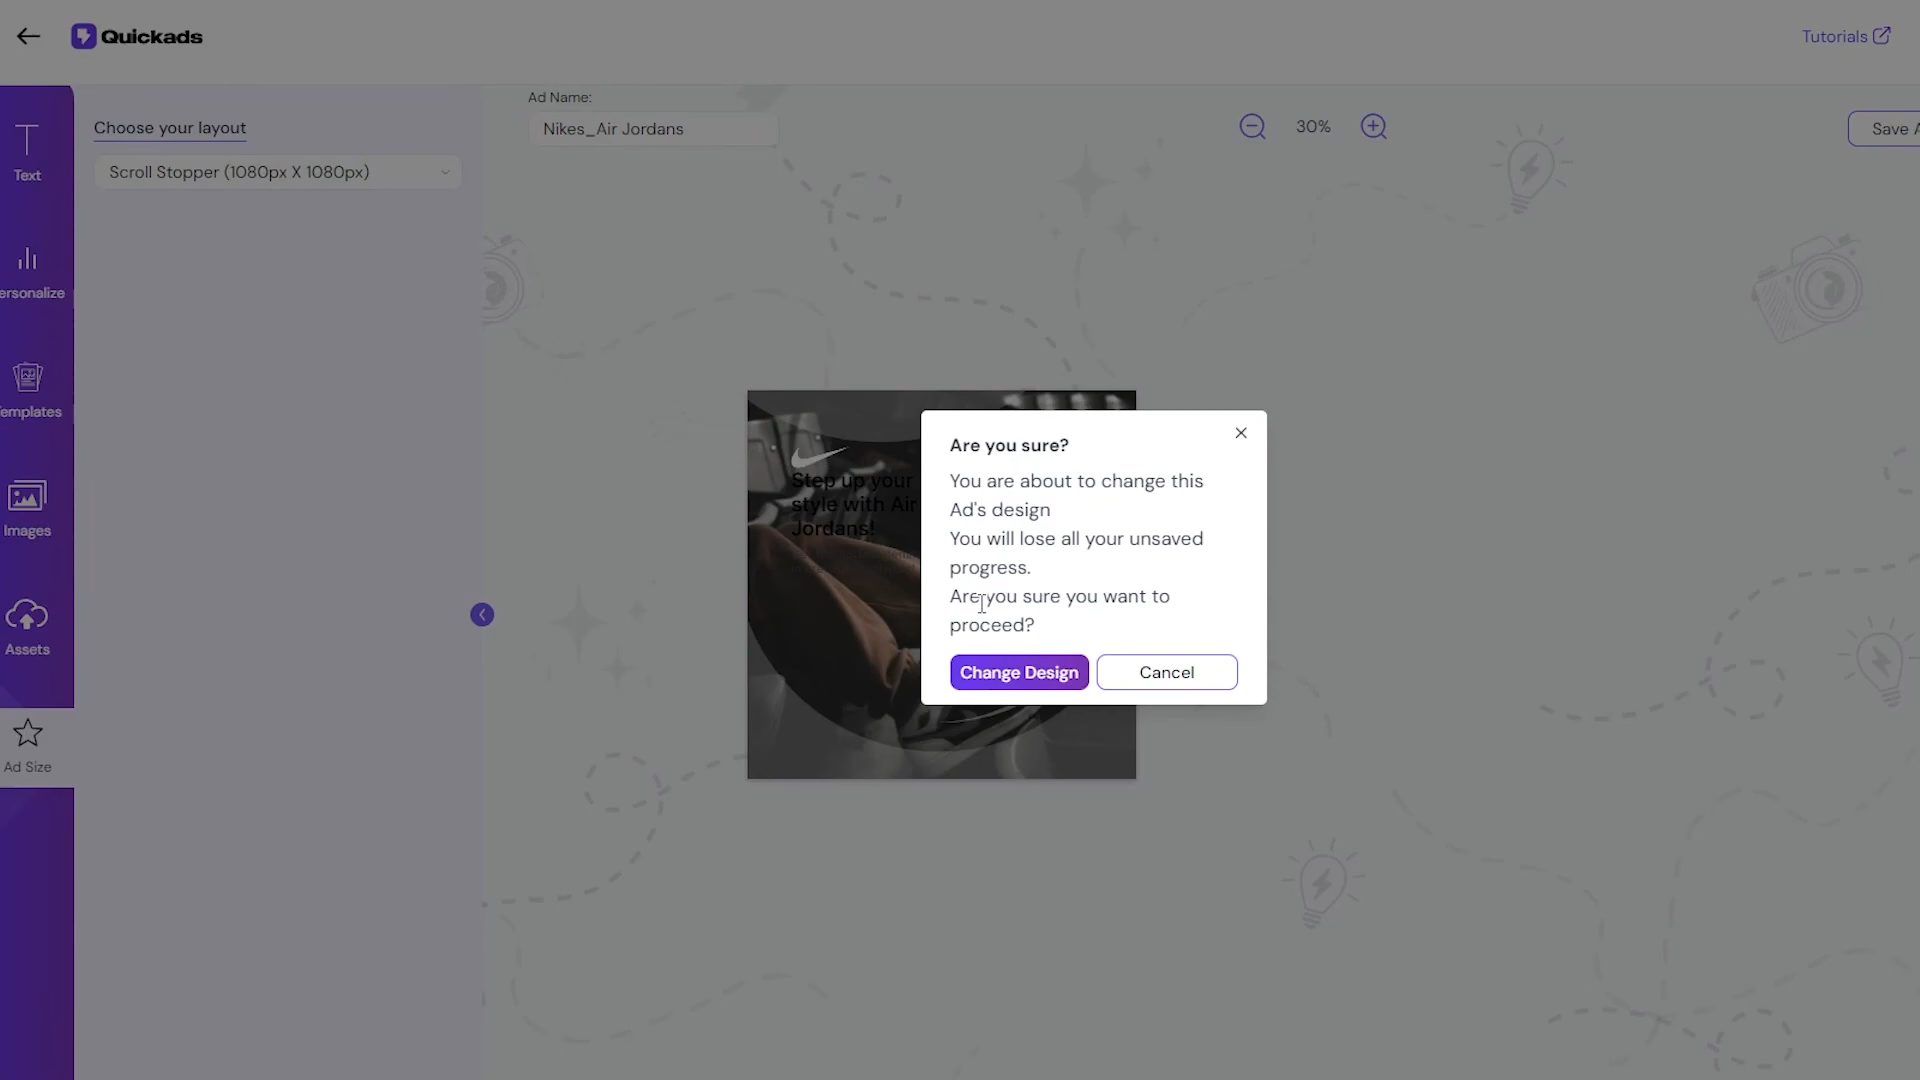 Quickads
Tutorials
Ad Name:
Nikes_Air Jordans
30%
Save A
Choose your layout
Scroll Stopper (1080px X 1080px)
Text
ersonalize
emplates
Images
Assets
Ad Size
Step up your
style with Air
Jordans!
Are you sure?
You are about to change this
Ad's design
You will lose all your unsaved
progress.
Are you sure you want to
proceed?
Change Design
Cancel